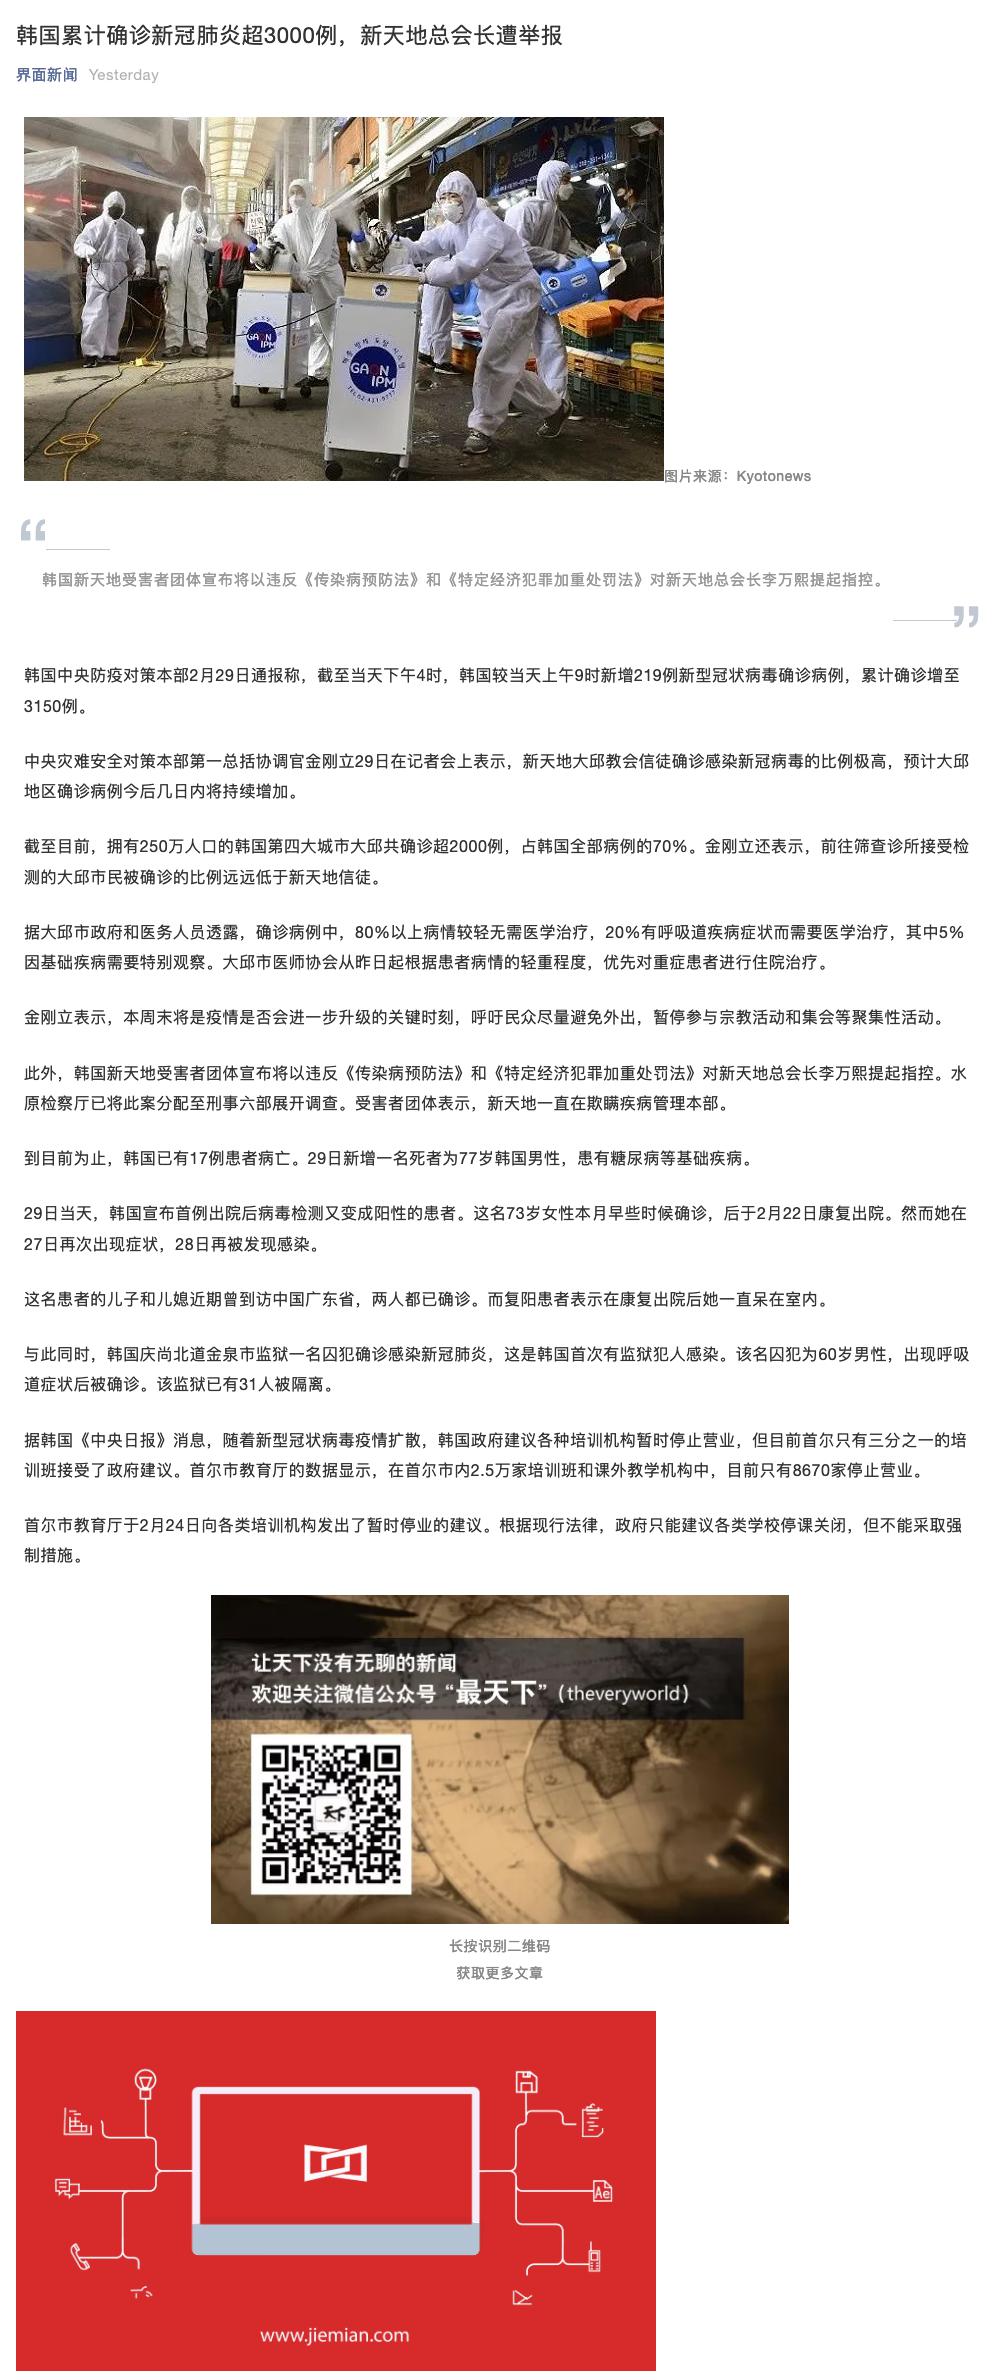 韩国累计确诊新冠肺炎超3000例，新天地总会长遭举报
界面新闻 Yesterday
GAON
IPM
GAON
IPM
图片来源：Kyotonews
韩国新天地受害者团体宣布将以违反《传染病预防法》和《特定经济犯罪加重处罚法》对新天地总会长李万熙提起指控。
韩国中央防疫对策本部2月29日通报称，截至当天下午4时，韩国较当天上午9时新增219例新型冠状病毒确诊病例，累计确诊增至
3150例。
中央灾难安全对策本部第一总括协调官金刚立29日在记者会上表示，新天地大邱教会信徒确诊感染新冠病毒的比例极高，预计大邱
地区确诊病例今后几日内将持续增加。
截至目前，拥有250万人口的韩国第四大城市大邱共确诊超2000例，占韩国全部病例的70%。金刚立还表示，前往筛查诊所接受检
测的大邱市民被确诊的比例远远低于新天地信徒。
据大邱市政府和医务人员透露，确诊病例中，80%以上病情较轻无需医学治疗，20%有呼吸道疾病症状而需要医学治疗，其中5%
因基础疾病需要特别观察。大邱市医师协会从昨日起根据患者病情的轻重程度，优先对重症患者进行住院治疗。
金刚立表示，本周末将是疫情是否会进一步升级的关键时刻，呼吁民众尽量避免外出，暂停参与宗教活动和集会等聚集性活动。
此外，韩国新天地受害者团体宣布将以违反《传染病预防法》和《特定经济犯罪加重处罚法》对新天地总会长李万熙提起指控。水
原检察厅已将此案分配至刑事六部展开调查。受害者团体表示，新天地一直在欺瞒疾病管理本部。
到目前为止，韩国已有17例患者病亡。29日新增一名死者为77岁韩国男性，患有糖尿病等基础疾病。
29日当天，韩国宣布首例出院后病毒检测又变成阳性的患者。这名73岁女性本月早些时候确诊，后于2月22日康复出院。然而她在
27日再次出现症状，28日再被发现感染。
这名患者的儿子和儿媳近期曾到访中国广东省，两人都已确诊。而复阳患者表示在康复出院后她一直呆在室内。
与此同时，韩国庆尚北道金泉市监狱一名囚犯确诊感染新冠肺炎，这是韩国首次有监狱犯人感染。该名囚犯为60岁男性，出现呼吸
道症状后被确诊。该监狱已有31人被隔离。
据韩国《中央日报》消息，随着新型冠状病毒疫情扩散，韩国政府建议各种培训机构暂时停止营业，但目前首尔只有三分之一的培
训班接受了政府建议。首尔市教育厅的数据显示，在首尔市内2.5万家培训班和课外教学机构中，目前只有8670家停止营业。
首尔市教育厅于2月24日向各类培训机构发出了暂时停业的建议。根据现行法律，政府只能建议各类学校停课关闭，但不能采取强
制措施。
让天下没有无聊的新闻
欢迎关注微信公众号“最天下”（theveryworld）
天下
长按识别二维码
获取更多文章
Ae
www.jiemian.com